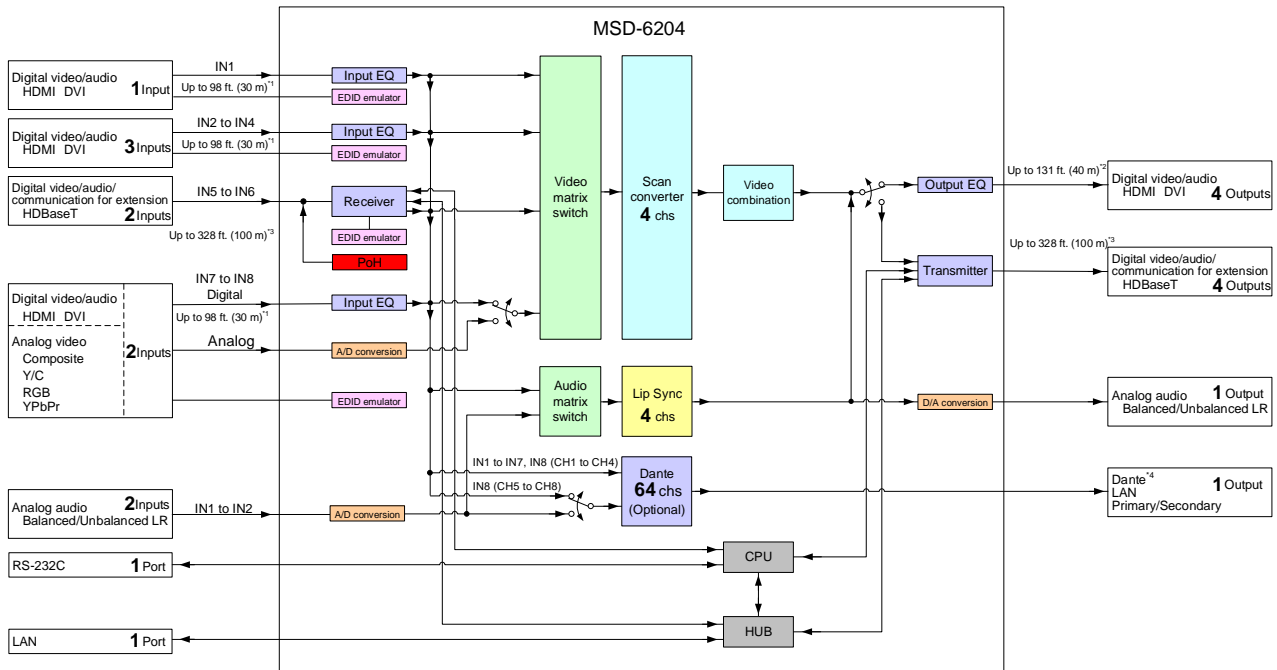 MSD-6204
Digital video/audio
HDMI DVI
1 Input
IN1
Up to 98 ft. (30 m)*1
Input EQ
EDID emulator
Digital video/audio
HDMI DVI
3 Inputs
IN2 to IN4
Up to 98 ft. (30 m)*1
Input EQ
EDID emulator
Digital video/audio/
communication for extension
HDBaseT
2 Inputs
IN5 to IN6
Up to 328 ft. (100 m)*3
Receiver
EDID emulator
PoH
Digital video/audio
HDMI DVI
Analog video
Composite
Y/C
RGB
YPbPr
2 Inputs
IN7 to IN8
Digital
Up to 98 ft. (30 m)*1
Analog
Input EQ
A/D conversion
EDID emulator
Video
matrix
switch
Scan
converter
4 chs
Video
combination
Output EQ
Up to 131 ft. (40 m)*2
Digital video/audio
HDMI DVI
4 Outputs
Transmitter
Up to 328 ft. (100 m)*3
Digital video/audio/
communication for extension
HDBaseT
4 Outputs
Audio
matrix
switch
Lip Sync
4 chs
D/A conversion
Analog audio
1 Output
Balanced/Unbalanced LR
IN1 to IN7, IN8 (CH1 to CH4)
IN8 (CH5 to CH8)
Dante
64 chs
(Optional)
Dante*4
LAN
Primary/Secondary
1 Output
Analog audio
2 Inputs
Balanced/Unbalanced LR
IN1 to IN2
A/D conversion
RS-232C
1 Port
CPU
LAN
1 Port
HUB